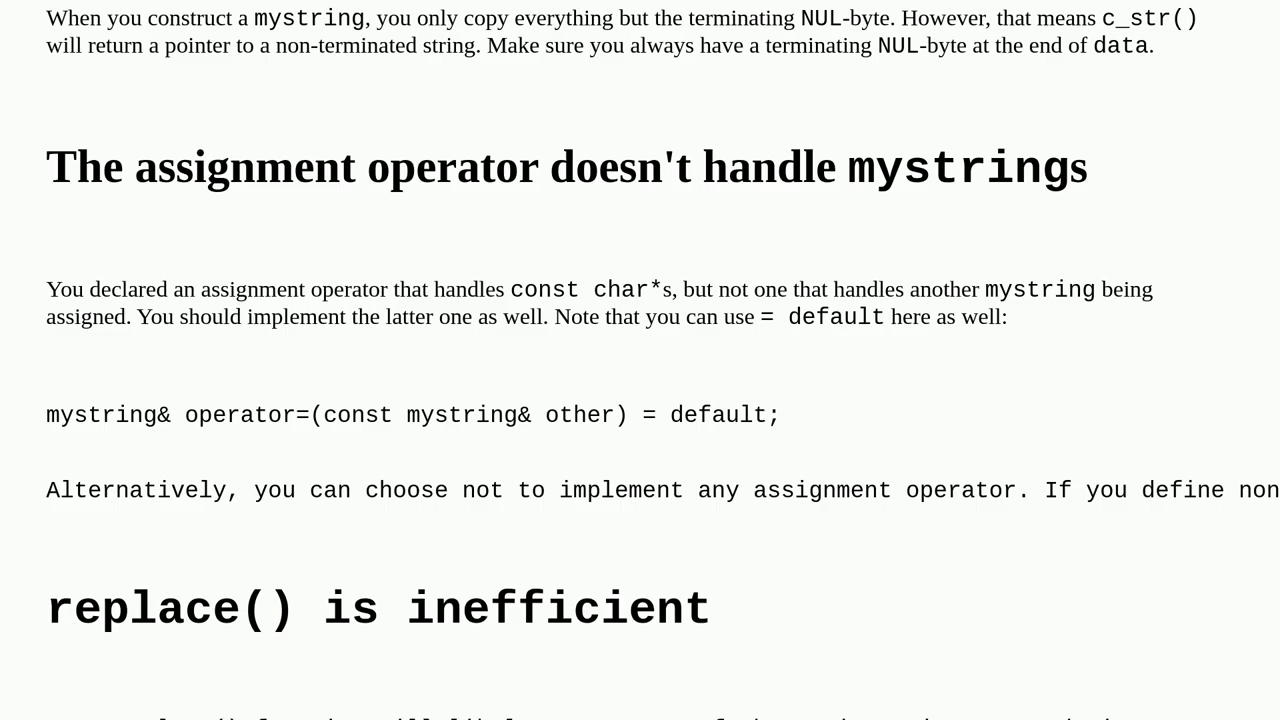 When you construct a mystring, you only copy everything but the terminating NUL-byte. However, that means c_str()
will return a pointer to a non-terminated string. Make sure you always have a terminating NUL-byte at the end of data.
The assignment operator doesn't handle mystrings
You declared an assignment operator that handles const char*s, but not one that handles another mystring being
assigned. You should implement the latter one as well. Note that you can use = default here as well:
mystring& operator=(const mystring& other) = default;
Alternatively, you can choose not to implement any assignment operator. If you define non
replace() is inefficient